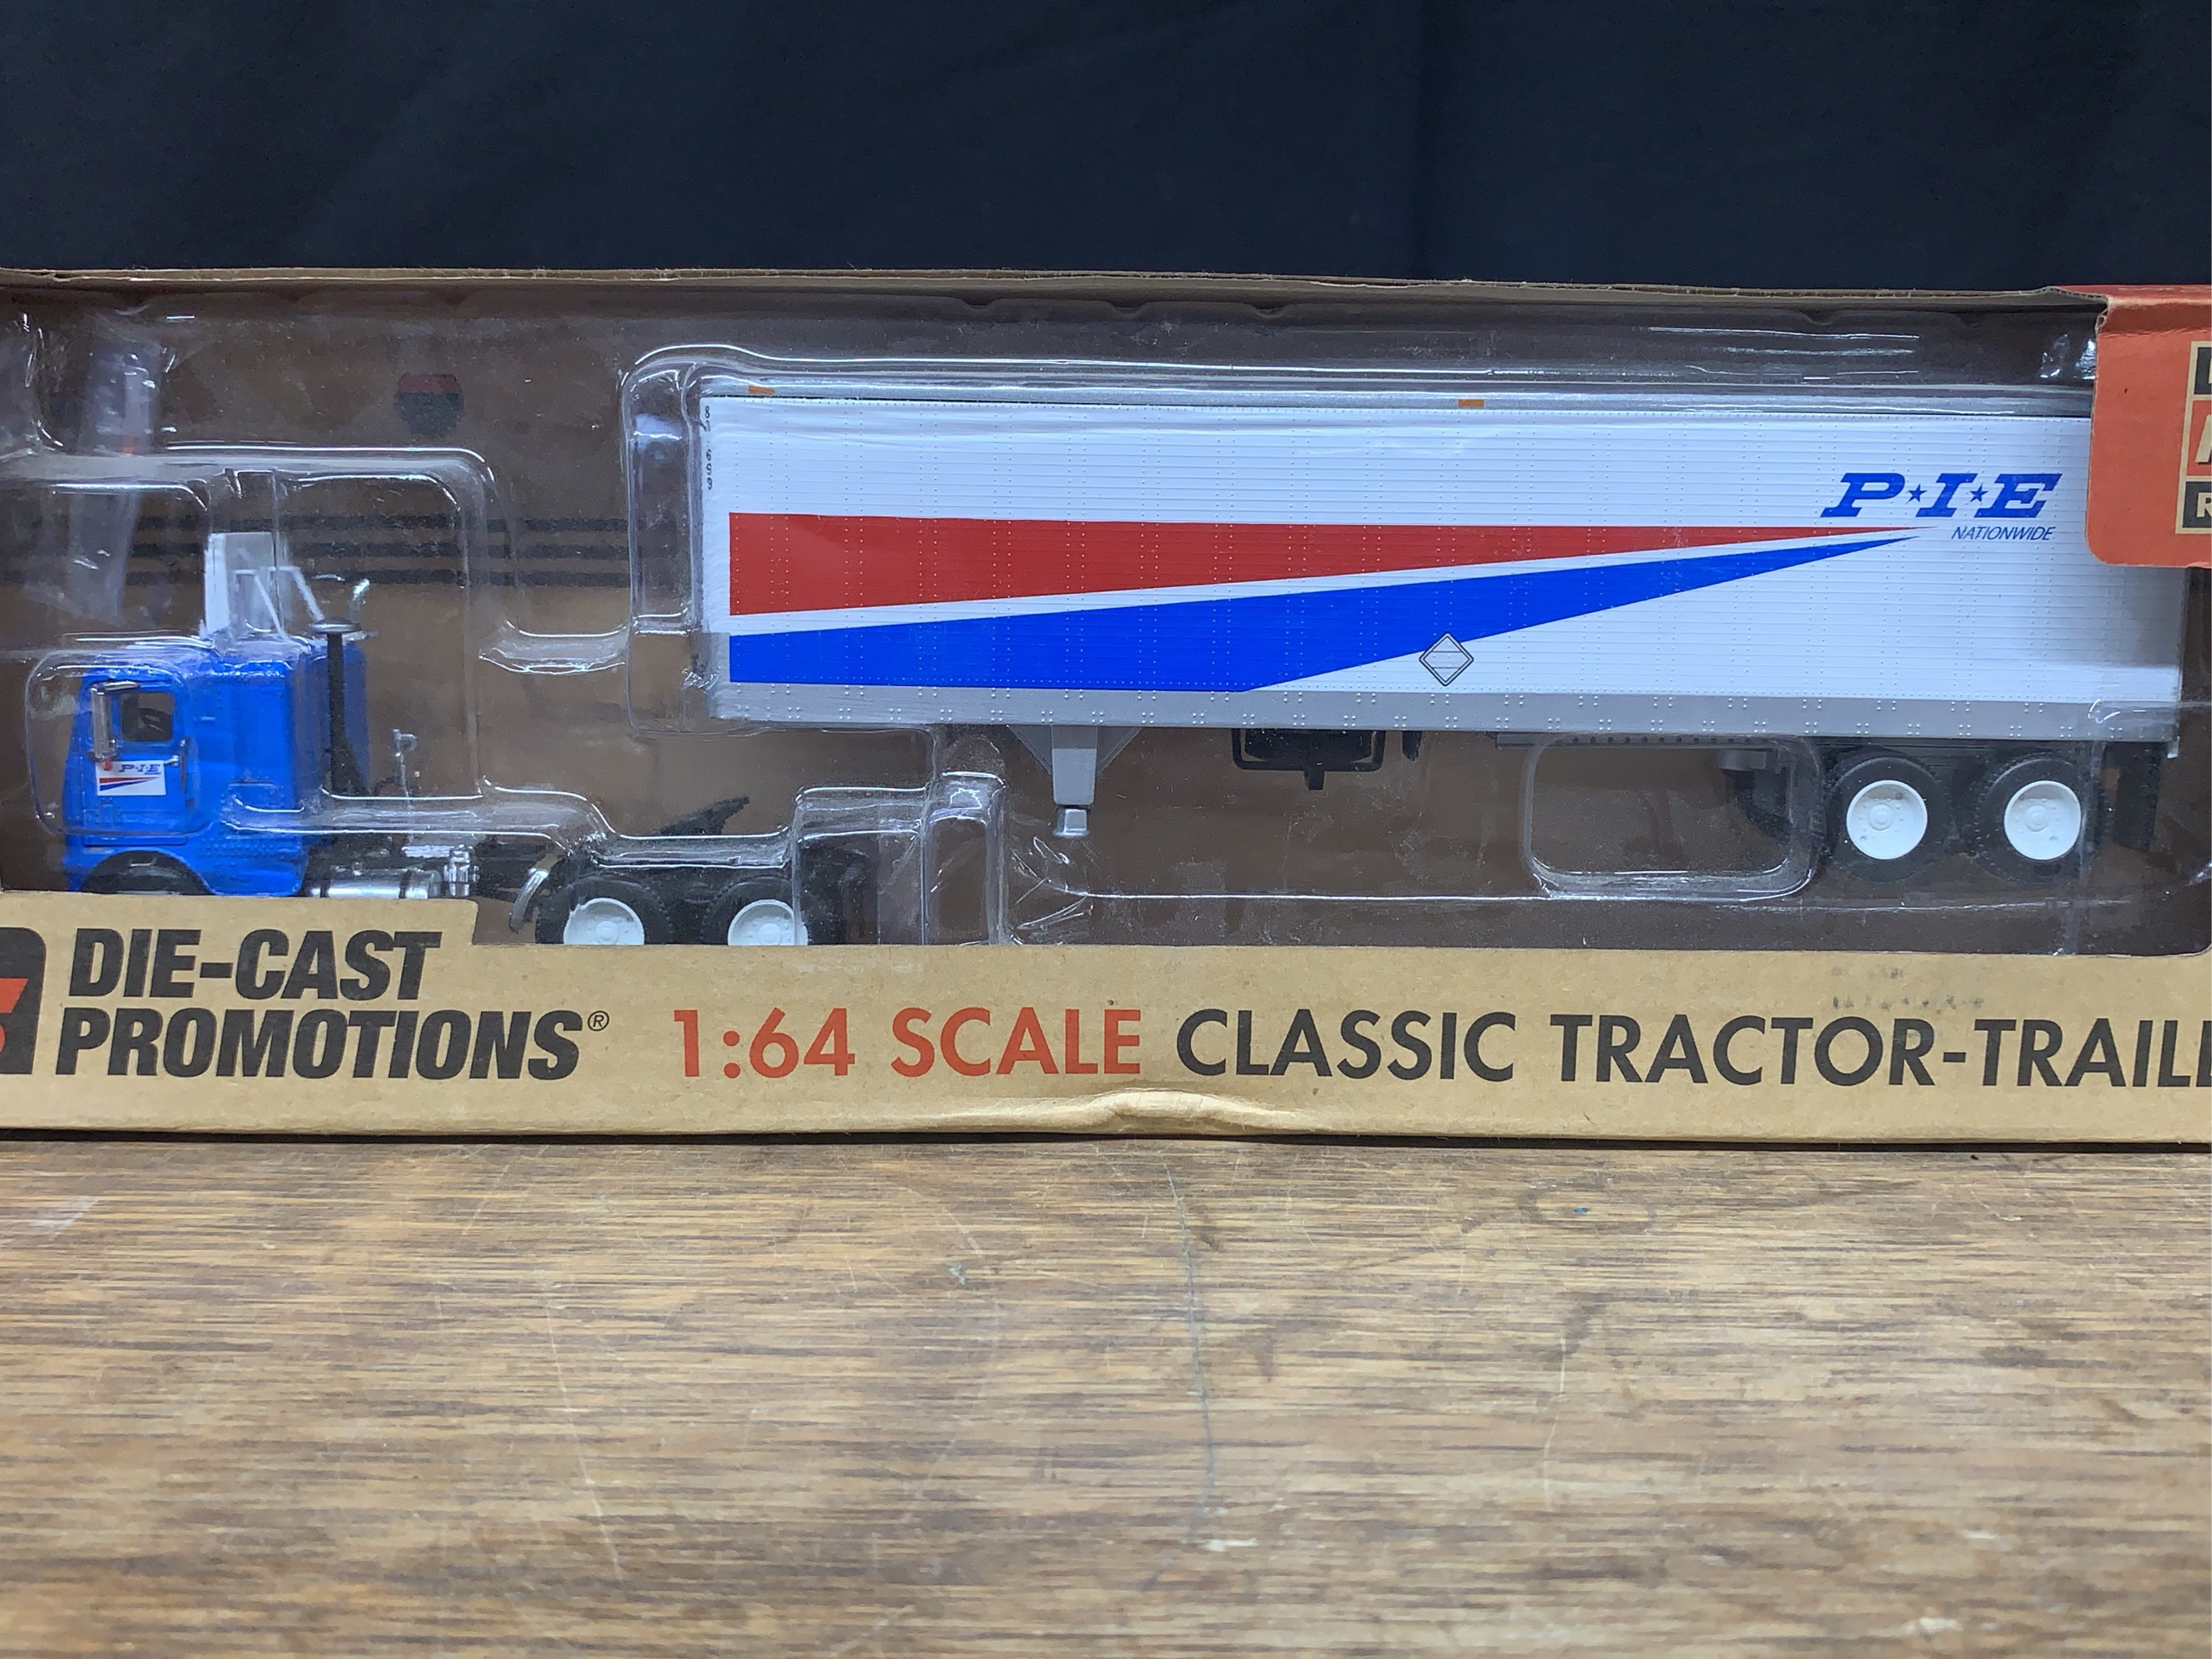 P★I★E
NATIONWIDE
P·I·E
DIE-CAST
PROMOTIONS®
1:64 SCALE CLASSIC TRACTOR-TRAIL